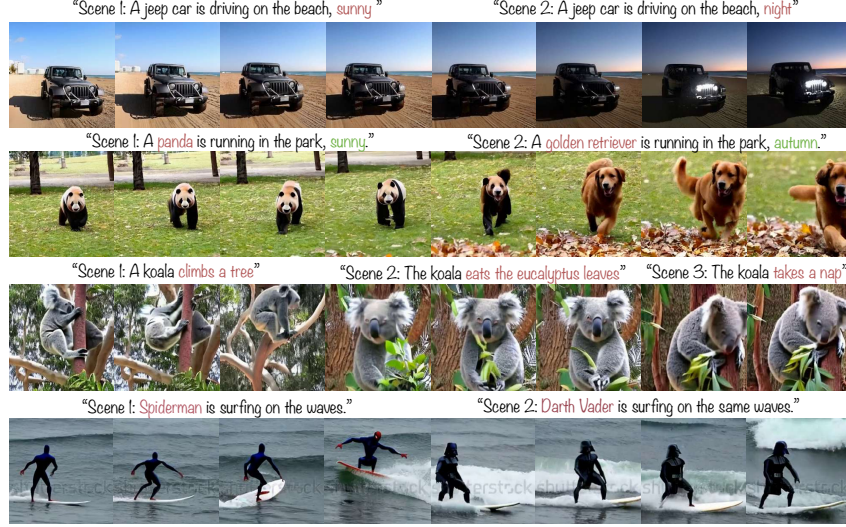 "Scene 1: A jeep car is driving on the beach, sunny "
"Scene 2: A jeep car is driving on the beach, night"
"Scene 1: A panda is running in the park, sunny."
"Scene 2: A golden retriever is running in the park, autumn."
"Scene 1: A koala climbs a tree"
"Scene 2: The koala eats the eucalyptus leaves"
"Scene 3: The koala takes a nap"
"Scene 1: Spiderman is surfing on the waves."
"Scene 2: Darth Vader is surfing on the same waves."